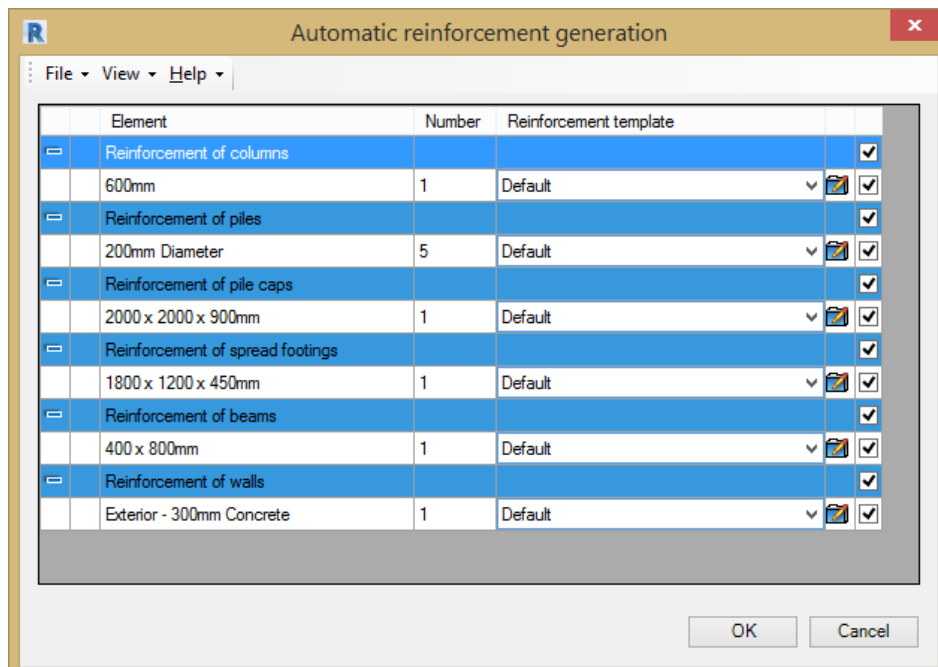 R Automatic reinforcement generation x
File View Help
Element Number Reinforcement template
Reinforcement of columns
600mm 1 Default
Reinforcement of piles
200mm Diameter 5 Default
Reinforcement of pile caps
2000 x 2000 x 900mm 1 Default
Reinforcement of spread footings
1800 x 1200 x 450mm 1 Default
Reinforcement of beams
400 x 800mm 1 Default
Reinforcement of walls
Exterior - 300mm Concrete 1 Default
OK Cancel